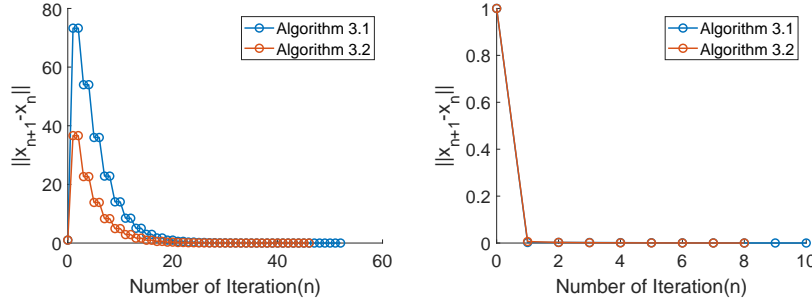 80
60
40
20
0
||x_{n+1}-x_n||
Algorithm 3.1
Algorithm 3.2
0 20 40 60
Number of Iteration(n)
1
0.8
0.6
0.4
0.2
0
||x_{n+1}-x_n||
Algorithm 3.1
Algorithm 3.2
0 2 4 6 8 10
Number of Iteration(n)